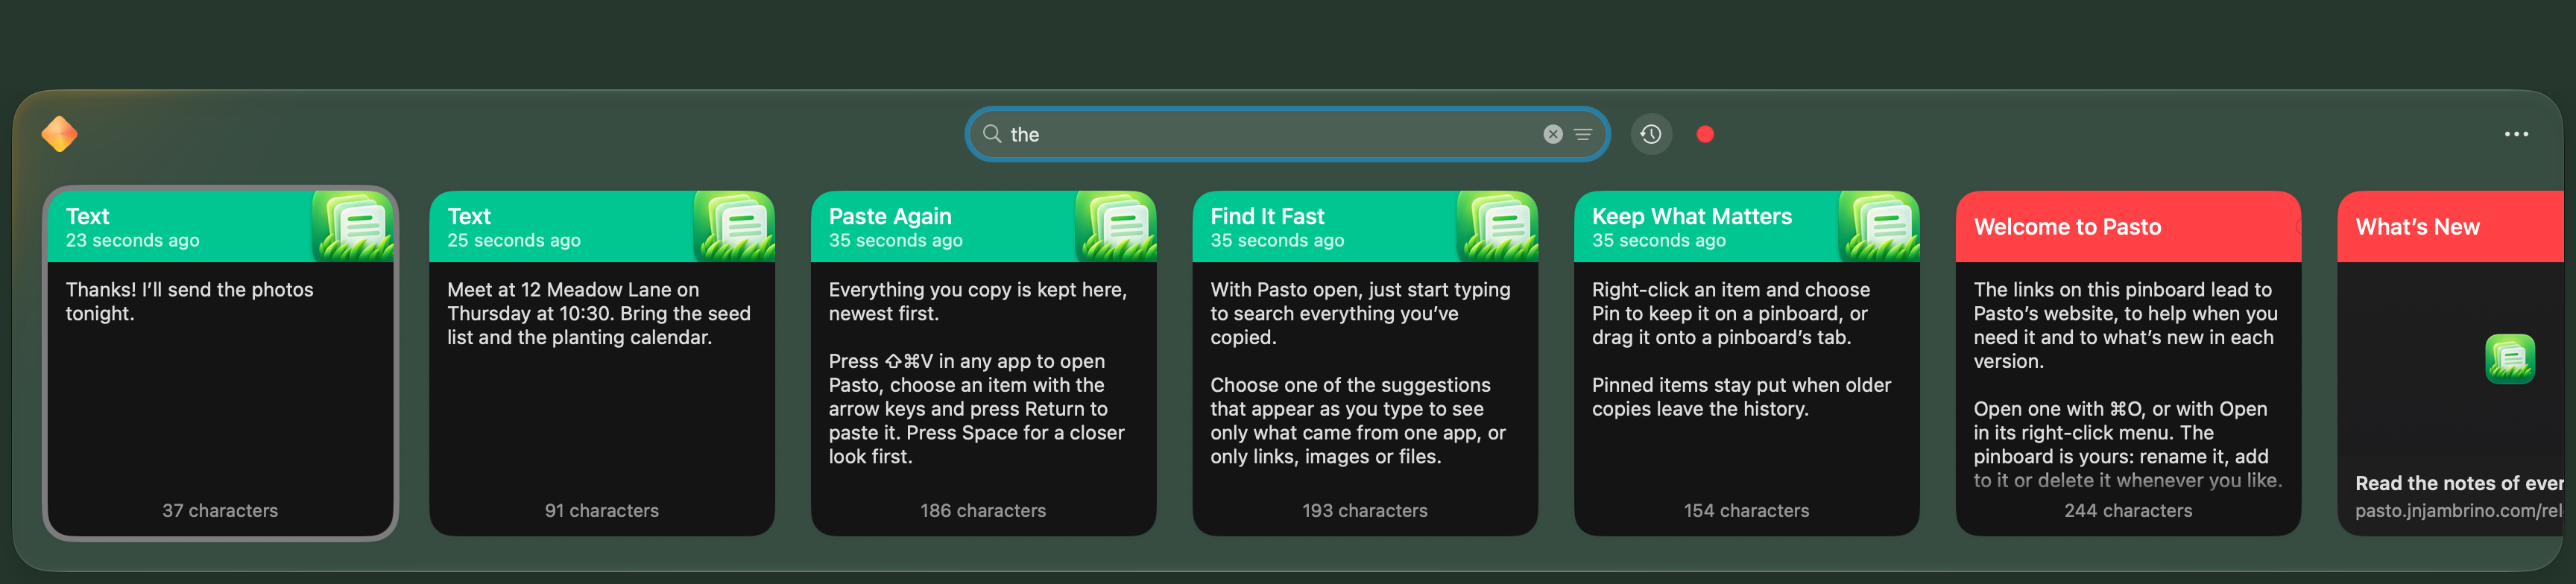 the
Text
23 seconds ago
Thanks! I’ll send the photos
tonight.
37 characters
Text
25 seconds ago
Meet at 12 Meadow Lane on
Thursday at 10:30. Bring the seed
list and the planting calendar.
91 characters
Paste Again
35 seconds ago
Everything you copy is kept here,
newest first.
Press ⇧⌘V in any app to open
Pasto, choose an item with the
arrow keys and press Return to
paste it. Press Space for a closer
look first.
186 characters
Find It Fast
35 seconds ago
With Pasto open, just start typing
to search everything you’ve
copied.
Choose one of the suggestions
that appear as you type to see
only what came from one app, or
only links, images or files.
193 characters
Keep What Matters
35 seconds ago
Right-click an item and choose
Pin to keep it on a pinboard, or
drag it onto a pinboard’s tab.
Pinned items stay put when older
copies leave the history.
154 characters
Welcome to Pasto
The links on this pinboard lead to
Pasto’s website, to help when you
need it and to what’s new in each
version.
Open one with ⌘O, or with Open
in its right-click menu. The
pinboard is yours: rename it, add
to it or delete it whenever you like.
244 characters
What’s New
Read the notes of ever
pasto.jnjambrino.com/rel